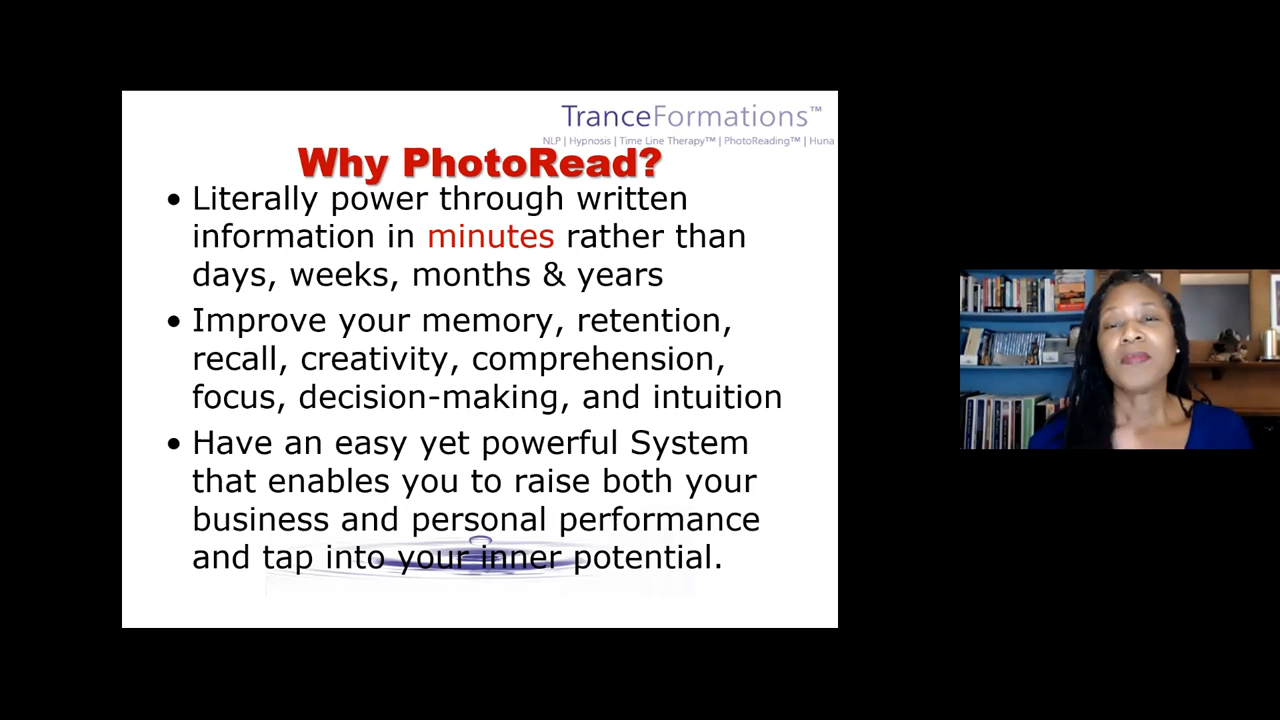 TranceFormations™
NLP | Hypnosis | Time Line Therapy™ | PhotoReading™ | Huna
Why PhotoRead?
• Literally power through written
information in minutes rather than
days, weeks, months & years
• Improve your memory, retention,
recall, creativity, comprehension,
focus, decision-making, and intuition
• Have an easy yet powerful System
that enables you to raise both your
business and personal performance
and tap into your inner potential.